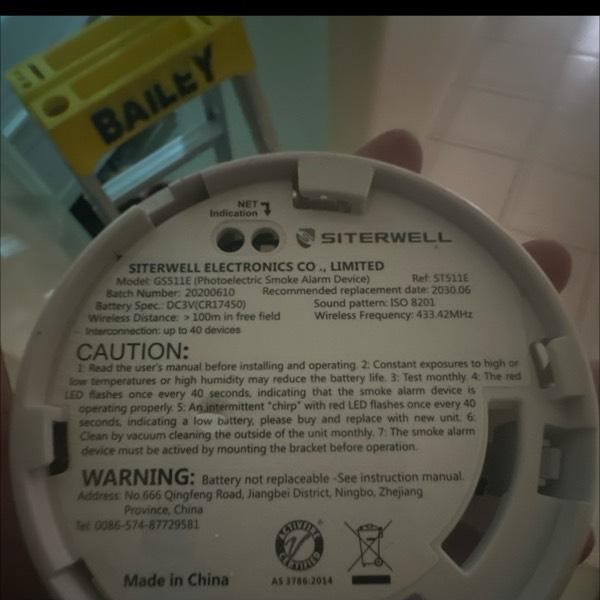 BAILEY
NET
Indication
SITERWELL
SITERWELL ELECTRONICS CO ., LIMITED
Model: GS511E (Photoelectric Smoke Alarm Device) Ref: ST511E
Batch Number: 20200610 Recommended replacement date: 2030.06
Battery Spec.: DC3V(CR17450) Sound pattern: ISO 8201
Wireless Distance: > 100m in free field Wireless Frequency: 433.42MHz
Interconnection: up to 40 devices
CAUTION:
1: Read the user's manual before installing and operating. 2: Constant exposures to high or
low temperatures or high humidity may reduce the battery life. 3: Test monthly. 4: The red
LED flashes once every 40 seconds, indicating that the smoke alarm device is
operating properly. 5: An intermittent "chirp" with red LED flashes once every 40
seconds, indicating a low battery, please buy and replace with new unit. 6:
Clean by vacuum cleaning the outside of the unit monthly. 7: The smoke alarm
device must be actived by mounting the bracket before operation.
WARNING: Battery not replaceable -See instruction manual.
Address: No.666 Qingfeng Road, Jiangbei District, Ningbo, Zhejiang
Province, China
Tel: 0086-574-87729581
ACTIVFIRE
Made in China
AS 3786:2014